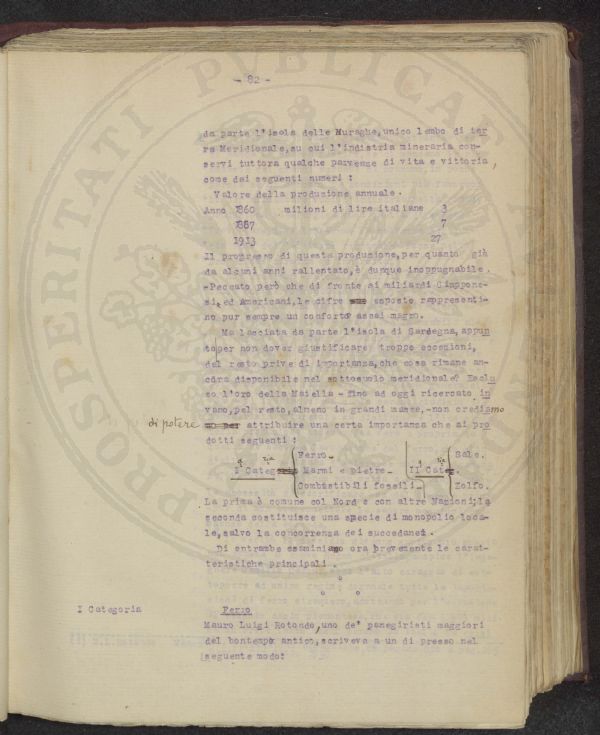 - 82 -
da parte l'isola delle Nuraghe,unico lembo di ter
ra Meridionale,su cui l'indistria mineraria con-
servi tuttora qualche parvenze di vita e vittoria,
come dai seguenti numeri :
Valore della produzione annuale .
Anno 1860 milioni di lire italiane 3
1887 7
1913 27
Il progresso di questa produzione,per quanto già
da alcuni anni rallentato,è dunque inoppugnabile .
-Peccato però che di fronte ai miliardi Giappone-
si, ed Americani,le cifre esposte rappresenti-
no pur sempre un conforto assai magro.
Ma lasciata da parte l'isola di Sardegna,appun
to per non dover giustificare troppe eccezioni,
del resto prive di importanza,che cosa rimane an-
còra disponibile nel sottosuolo meridionale? Esclu
so l'oro della Maiella - fino ad oggi ricercato in
vano,pel resto,almeno in grandi masse,-non crediamo
di potere attribuire una certa importanza che ai pro
dotti seguenti :
Ferro- Sale.
I Categ Marmi e pietre- II Categ.
Combustibili fossili- Zolfo.
La prima è comune col Nord e con altre Nazioni;la
seconda costituisce una specie di monopolio loca-
le,salvo la concorrenza dei succedanei .
Di entrambe esaminiamo ora brevemente le carat-
teristiche principali .
I Categoria Ferro
Mauro Luigi Rotondo,uno de' panegiristi maggiori
del bontempo antico,scriveva a un di presso nel
seguente modo:
PROSPERITATI PVBLICAE